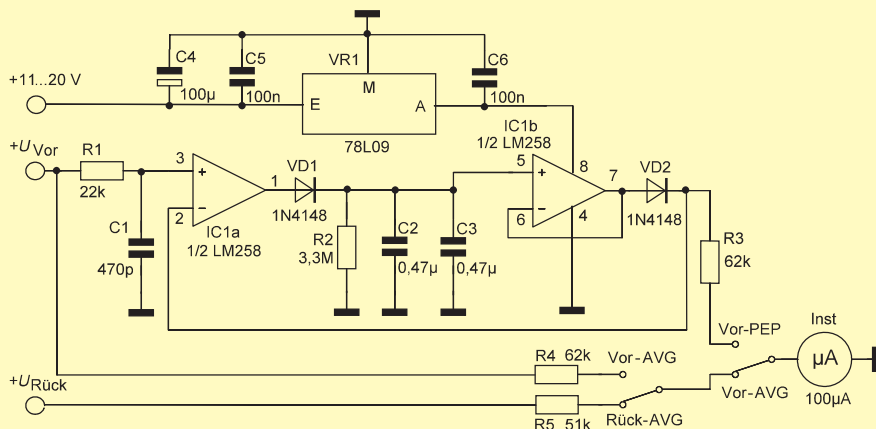 C4
100µ
C5
100n
VR1
M
E
A
78L09
C6
100n
+11...20 V
+U Vor
R1
22k
C1
470p
3
2
1
+
−
IC1a
1/2 LM258
VD1
1N4148
R2
3,3M
C2
0,47µ
C3
0,47µ
IC1b
1/2 LM258
5
6
+
−
8
4
7
VD2
1N4148
R3
62k
Vor-PEP
Inst
µA
100µA
R4 62k
Vor-AVG
Vor-AVG
+U Rück
R5 51k
Rück-AVG